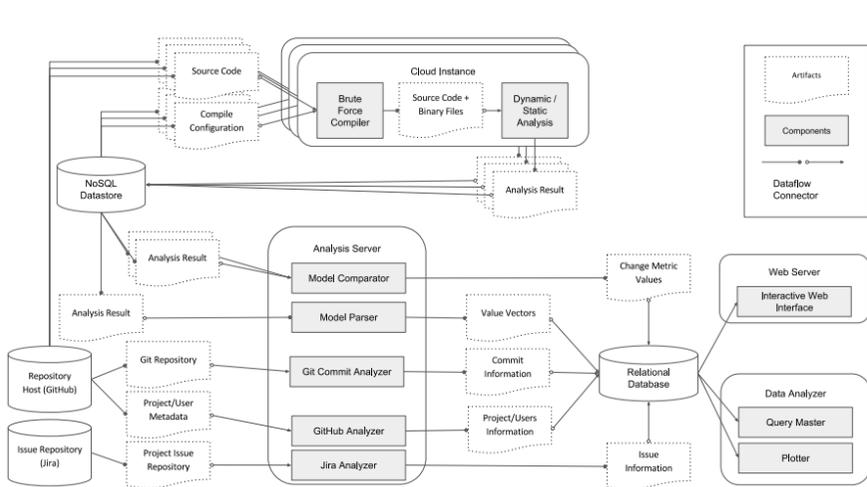 Source Code
Compile
Configuration
Cloud Instance
Brute
Force
Compiler
Source Code +
Binary Files
Dynamic /
Static
Analysis
Artifacts
Components
Dataflow
Connector
NoSQL
Datastore
Analysis Result
Analysis Result
Analysis Result
Analysis Server
Model Comparator
Model Parser
Git Commit Analyzer
GitHub Analyzer
Jira Analyzer
Change Metric
Values
Value Vectors
Commit
Information
Project/Users
Information
Issue
Information
Repository
Host (GitHub)
Issue Repository
(Jira)
Git Repository
Project/User
Metadata
Project Issue
Repository
Relational
Database
Web Server
Interactive Web
Interface
Data Analyzer
Query Master
Plotter